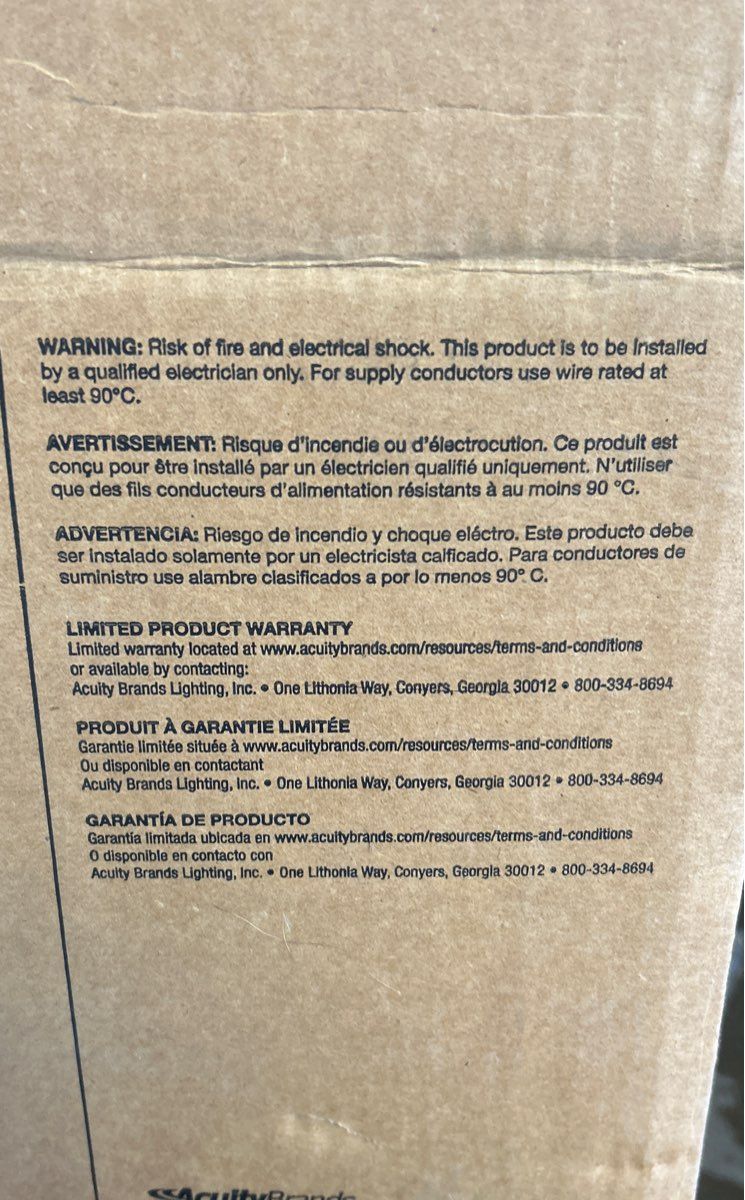 WARNING: Risk of fire and electrical shock. This product is to be installed
by a qualified electrician only. For supply conductors use wire rated at
least 90°C.
AVERTISSEMENT: Risque d'incendie ou d'électrocution. Ce produit est
conçu pour être installé par un électricien qualifié uniquement. N'utiliser
que des fils conducteurs d'alimentation résistants à au moins 90 °C.
ADVERTENCIA: Riesgo de incendio y choque eléctro. Este producto debe
ser instalado solamente por un electricista calficado. Para conductores de
suministro use alambre clasificados a por lo menos 90° C.
LIMITED PRODUCT WARRANTY
Limited warranty located at www.acuitybrands.com/resources/terms-and-conditions
or available by contacting:
Acuity Brands Lighting, Inc. • One Lithonia Way, Conyers, Georgia 30012 • 800-334-8694
PRODUIT À GARANTIE LIMITÉE
Garantie limitée située à www.acuitybrands.com/resources/terms-and-conditions
Ou disponible en contactant
Acuity Brands Lighting, Inc. • One Lithonia Way, Conyers, Georgia 30012 • 800-334-8694
GARANTÍA DE PRODUCTO
Garantía limitada ubicada en www.acuitybrands.com/resources/terms-and-conditions
O disponible en contacto con
Acuity Brands Lighting, Inc. • One Lithonia Way, Conyers, Georgia 30012 • 800-334-8694
AcuityBrands